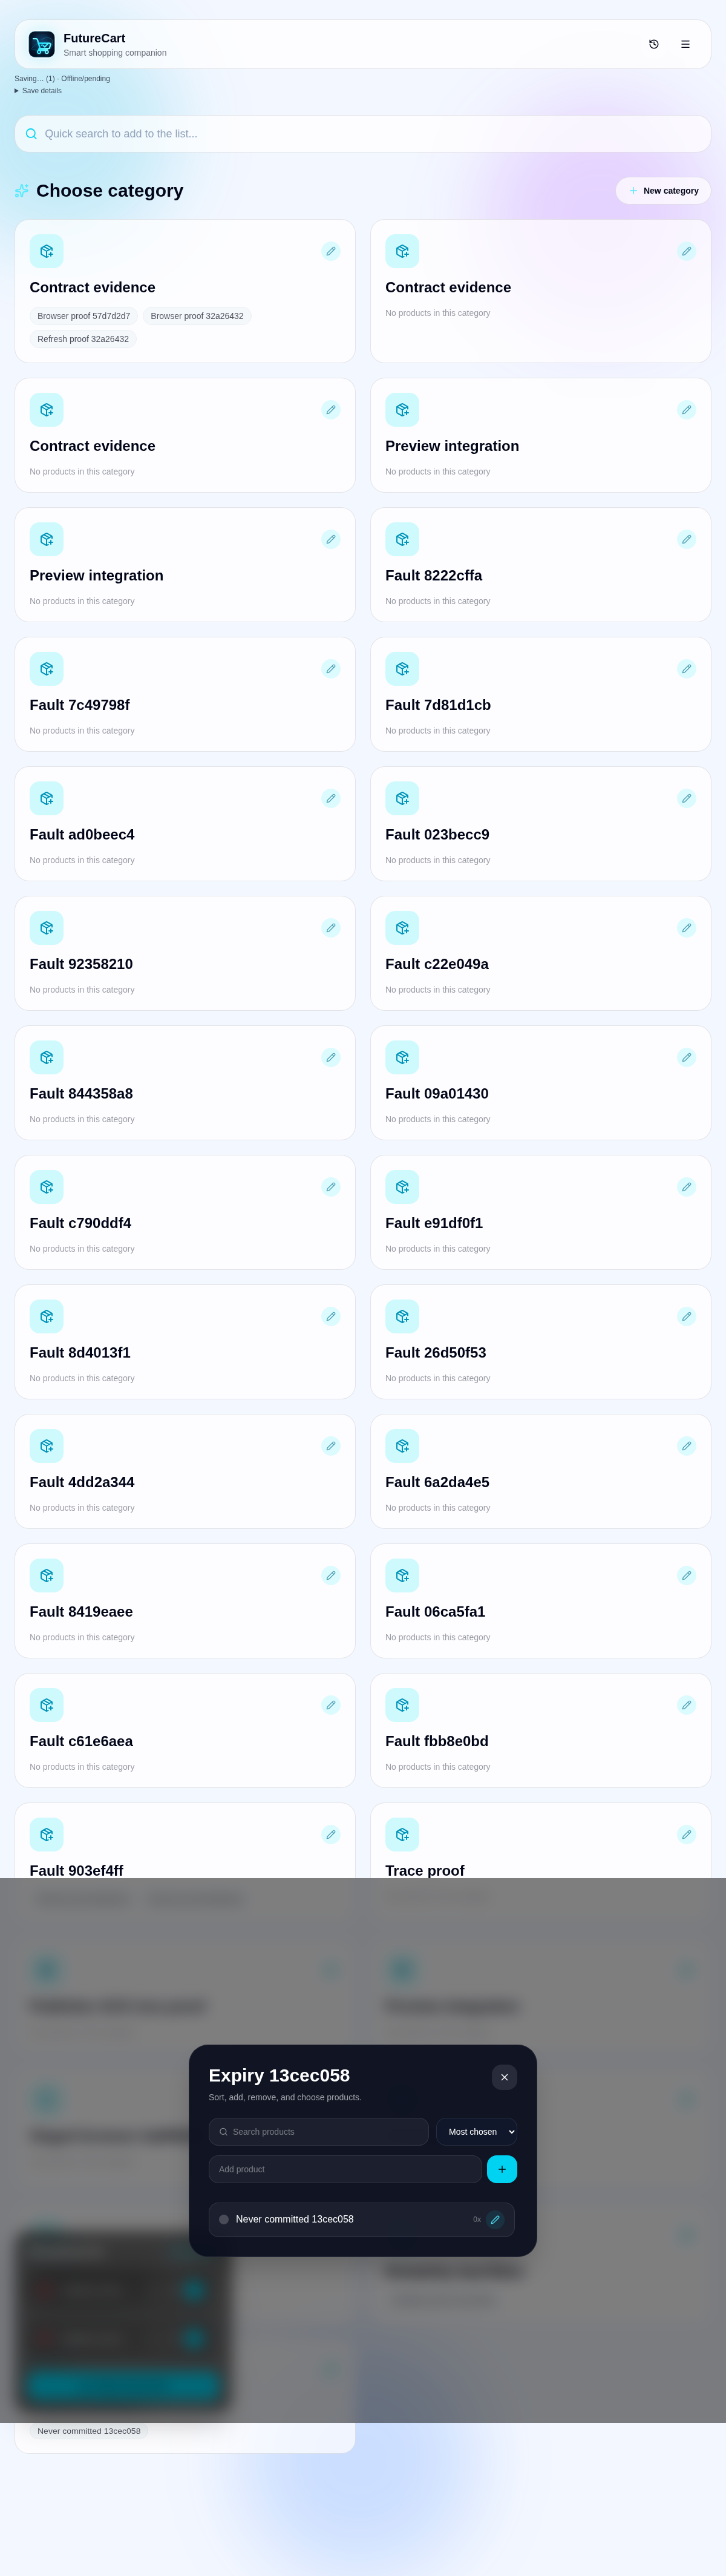 FutureCart
Smart shopping companion
Saving… (1) · Offline/pending
▶ Save details
Quick search to add to the list...
Choose category
New category
Contract evidence
Browser proof 57d7d2d7
Browser proof 32a26432
Refresh proof 32a26432
Contract evidence
No products in this category
Contract evidence
No products in this category
Preview integration
No products in this category
Preview integration
No products in this category
Fault 8222cffa
No products in this category
Fault 7c49798f
No products in this category
Fault 7d81d1cb
No products in this category
Fault ad0beec4
No products in this category
Fault 023becc9
No products in this category
Fault 92358210
No products in this category
Fault c22e049a
No products in this category
Fault 844358a8
No products in this category
Fault 09a01430
No products in this category
Fault c790ddf4
No products in this category
Fault e91df0f1
No products in this category
Fault 8d4013f1
No products in this category
Fault 26d50f53
No products in this category
Fault 4dd2a344
No products in this category
Fault 6a2da4e5
No products in this category
Fault 8419eaee
No products in this category
Fault 06ca5fa1
No products in this category
Fault c61e6aea
No products in this category
Fault fbb8e0bd
No products in this category
Fault 903ef4ff
Trace proof
Expiry 13cec058
Sort, add, remove, and choose products.
Search products
Most chosen
Add product
Never committed 13cec058
0x
Never committed 13cec058